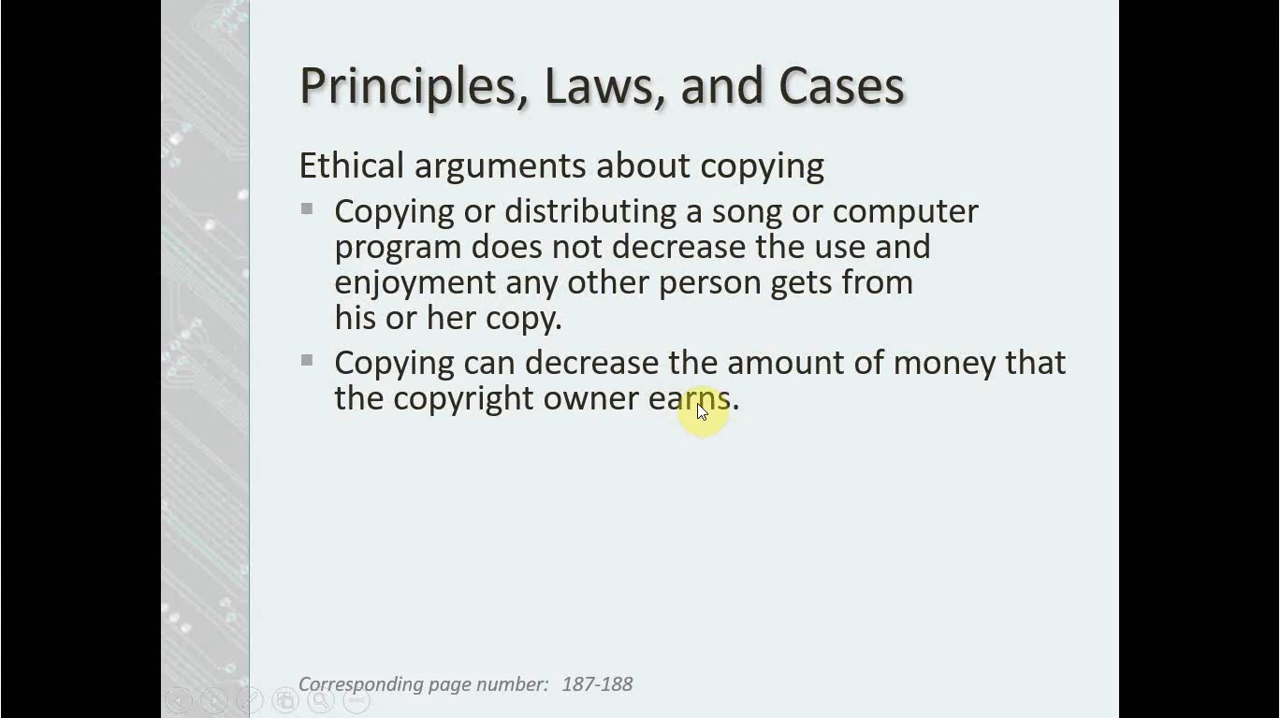 Principles, Laws, and Cases
Ethical arguments about copying
Copying or distributing a song or computer
program does not decrease the use and
enjoyment any other person gets from
his or her copy.
Copying can decrease the amount of money that
the copyright owner earns.
Corresponding page number: 187-188